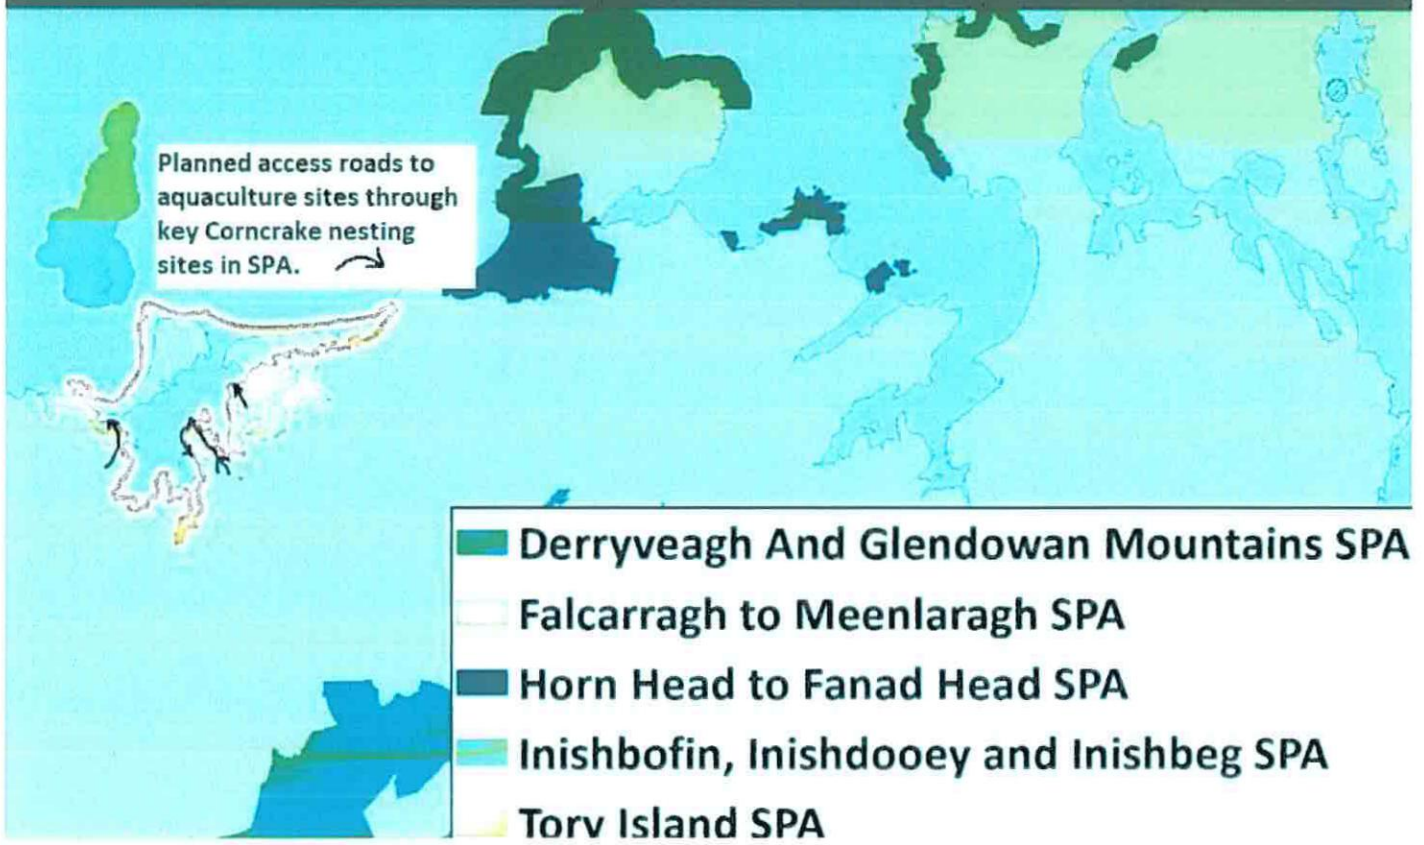 Planned access roads to
aquaculture sites through
key Corncrake nesting
sites in SPA.
Derryveagh And Glendowan Mountains SPA
Falcarragh to Meenlaragh SPA
Horn Head to Fanad Head SPA
Inishbofin, Inishdooey and Inishbeg SPA
Tory Island SPA